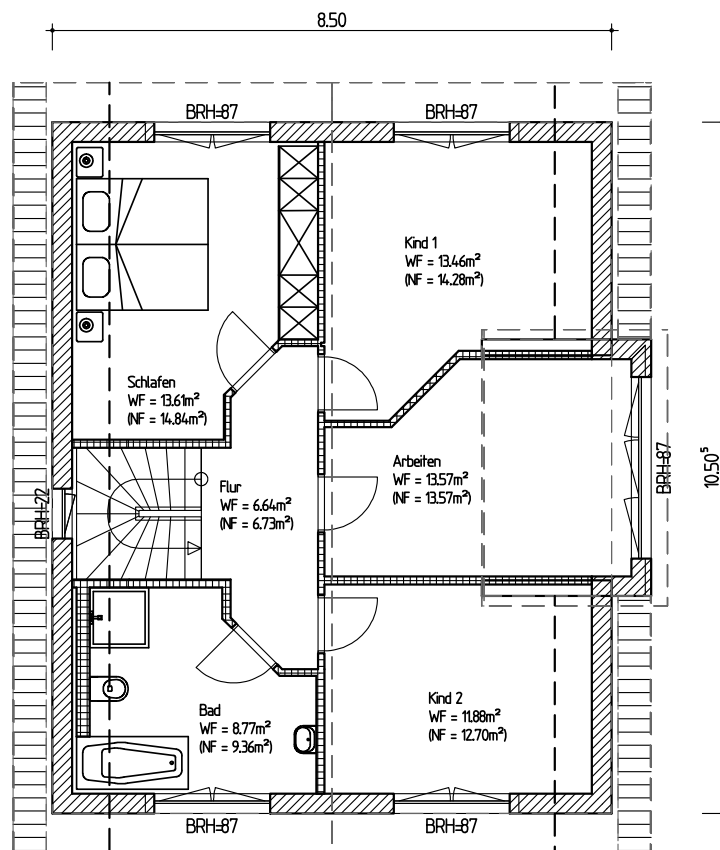 8.50
BRH=87
BRH=87
Kind 1
WF = 13.46m²
(NF = 14.28m²)
Schlafen
WF = 13.61m²
(NF = 14.84m²)
Arbeiten
WF = 13.57m²
(NF = 13.57m²)
BRH=87
10.50⁵
Flur
WF = 6.64m²
(NF = 6.73m²)
BRH=22
Kind 2
WF = 11.88m²
(NF = 12.70m²)
Bad
WF = 8.77m²
(NF = 9.36m²)
BRH=87
BRH=87